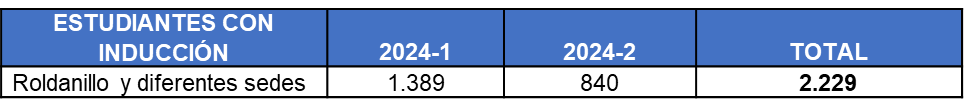 ESTUDIANTES CON
INDUCCIÓN 2024-1 2024-2 TOTAL
Roldanillo y diferentes sedes 1.389 840 2.229